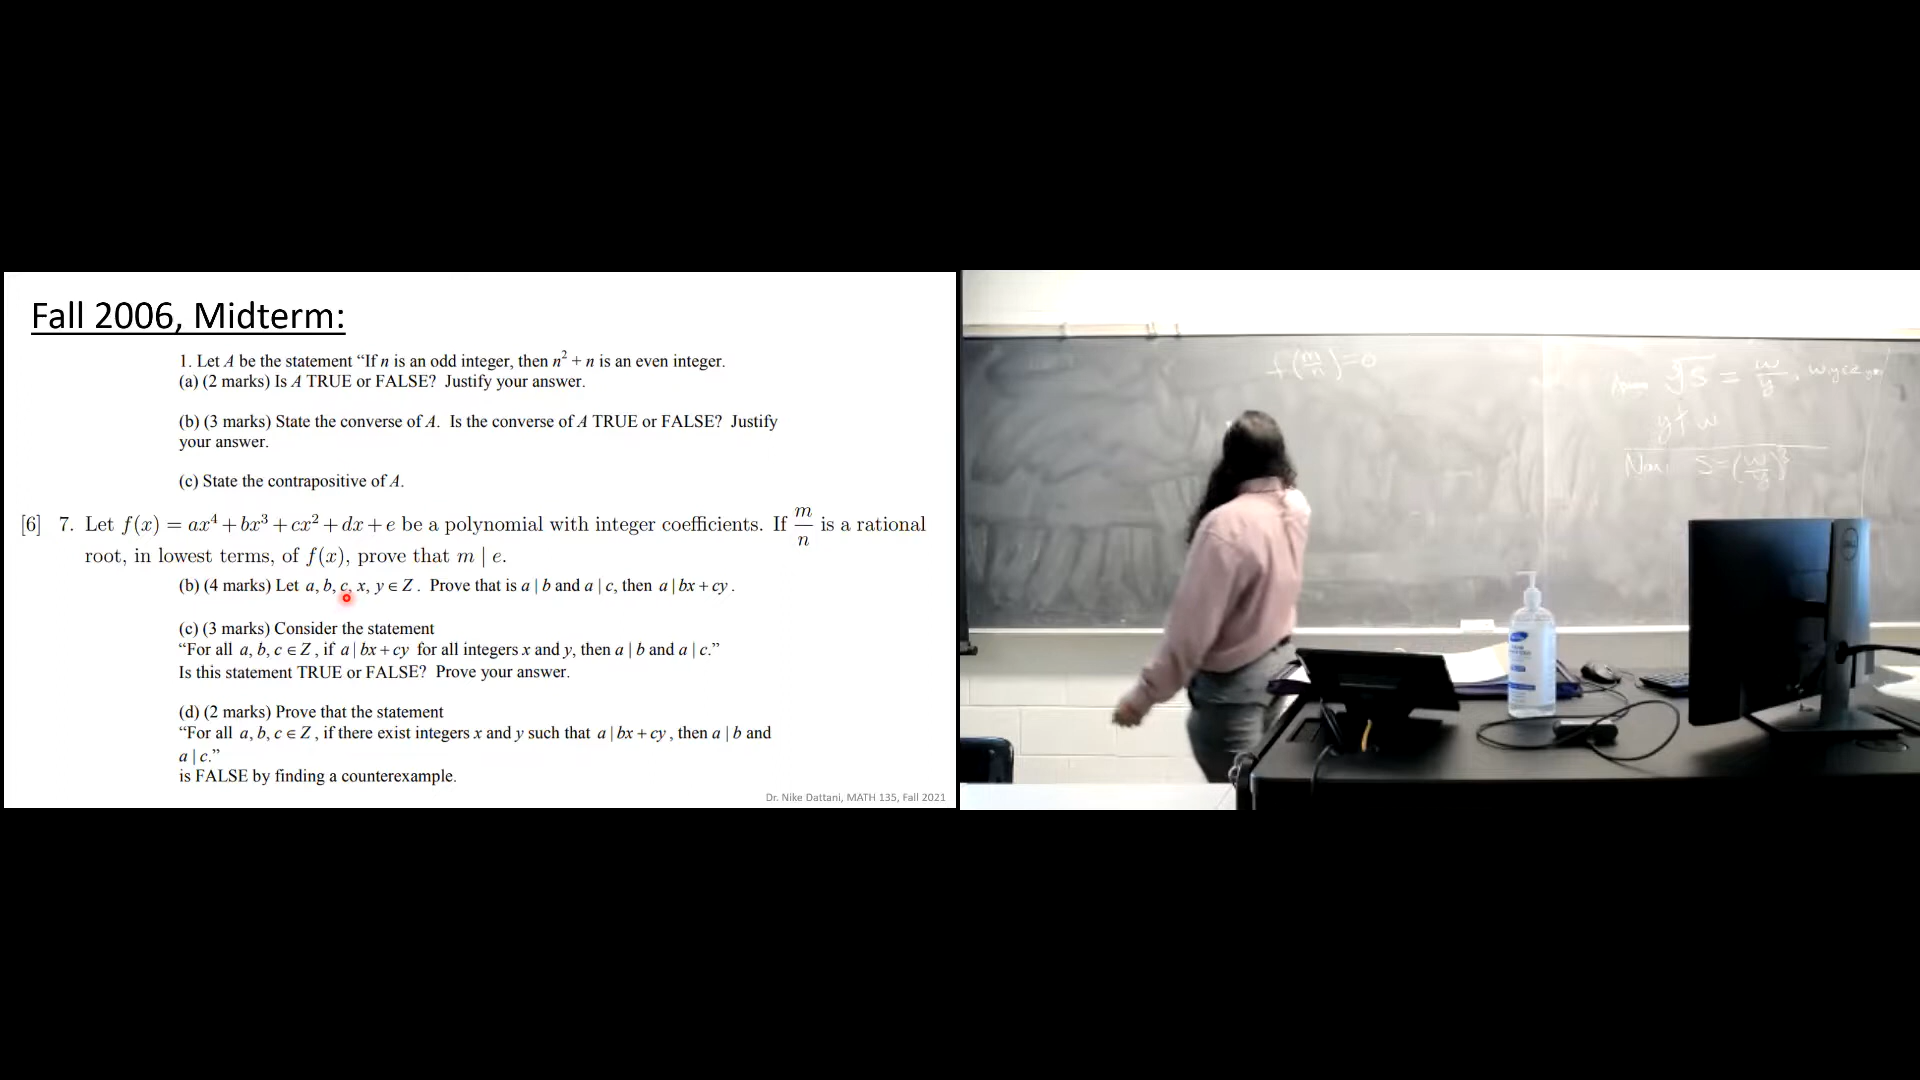 Fall 2006, Midterm:
1. Let A be the statement “If n is an odd integer, then n² + n is an even integer.
(a) (2 marks) Is A TRUE or FALSE? Justify your answer.
(b) (3 marks) State the converse of A. Is the converse of A TRUE or FALSE? Justify
your answer.
(c) State the contrapositive of A.
[6] 7. Let f(x) = ax⁴ + bx³ + cx² + dx + e be a polynomial with integer coefficients. If m/n is a rational
root, in lowest terms, of f(x), prove that m | e.
(b) (4 marks) Let a, b, c, x, y ∈ Z. Prove that is a | b and a | c, then a | bx + cy.
(c) (3 marks) Consider the statement
“For all a, b, c ∈ Z, if a | bx + cy for all integers x and y, then a | b and a | c.”
Is this statement TRUE or FALSE? Prove your answer.
(d) (2 marks) Prove that the statement
“For all a, b, c ∈ Z, if there exist integers x and y such that a | bx + cy, then a | b and
a | c.”
is FALSE by finding a counterexample.
Dr. Nike Dattani, MATH 135, Fall 2021
f(m/n)=0
∛5 = w/y,
y∤w
5=(w/y)³